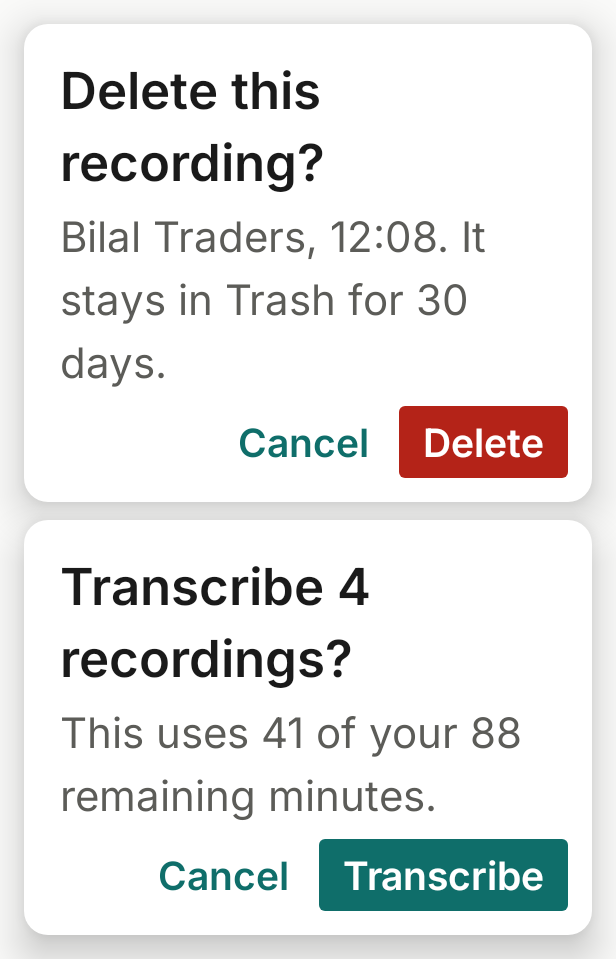 Delete this
recording?
Bilal Traders, 12:08. It
stays in Trash for 30
days.
Cancel Delete
Transcribe 4
recordings?
This uses 41 of your 88
remaining minutes.
Cancel Transcribe